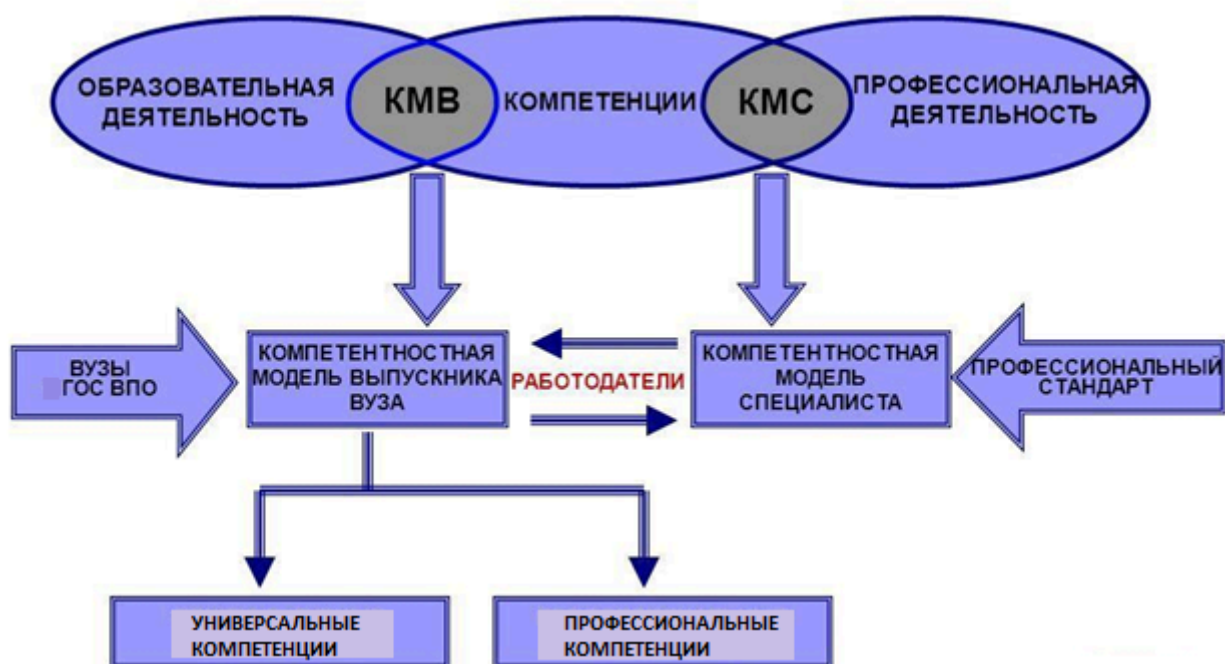 ОБРАЗОВАТЕЛЬНАЯ
ДЕЯТЕЛЬНОСТЬ
КМВ
КОМПЕТЕНЦИИ
КМС
ПРОФЕССИОНАЛЬНАЯ
ДЕЯТЕЛЬНОСТЬ
ВУЗЫ
ГОС ВПО
КОМПЕТЕНТНОСТНАЯ
МОДЕЛЬ ВЫПУСКНИКА
ВУЗА
РАБОТОДАТЕЛИ
КОМПЕТЕНТНОСТНАЯ
МОДЕЛЬ
СПЕЦИАЛИСТА
ПРОФЕССИОНАЛЬНЫЙ
СТАНДАРТ
УНИВЕРСАЛЬНЫЕ
КОМПЕТЕНЦИИ
ПРОФЕССИОНАЛЬНЫЕ
КОМПЕТЕНЦИИ